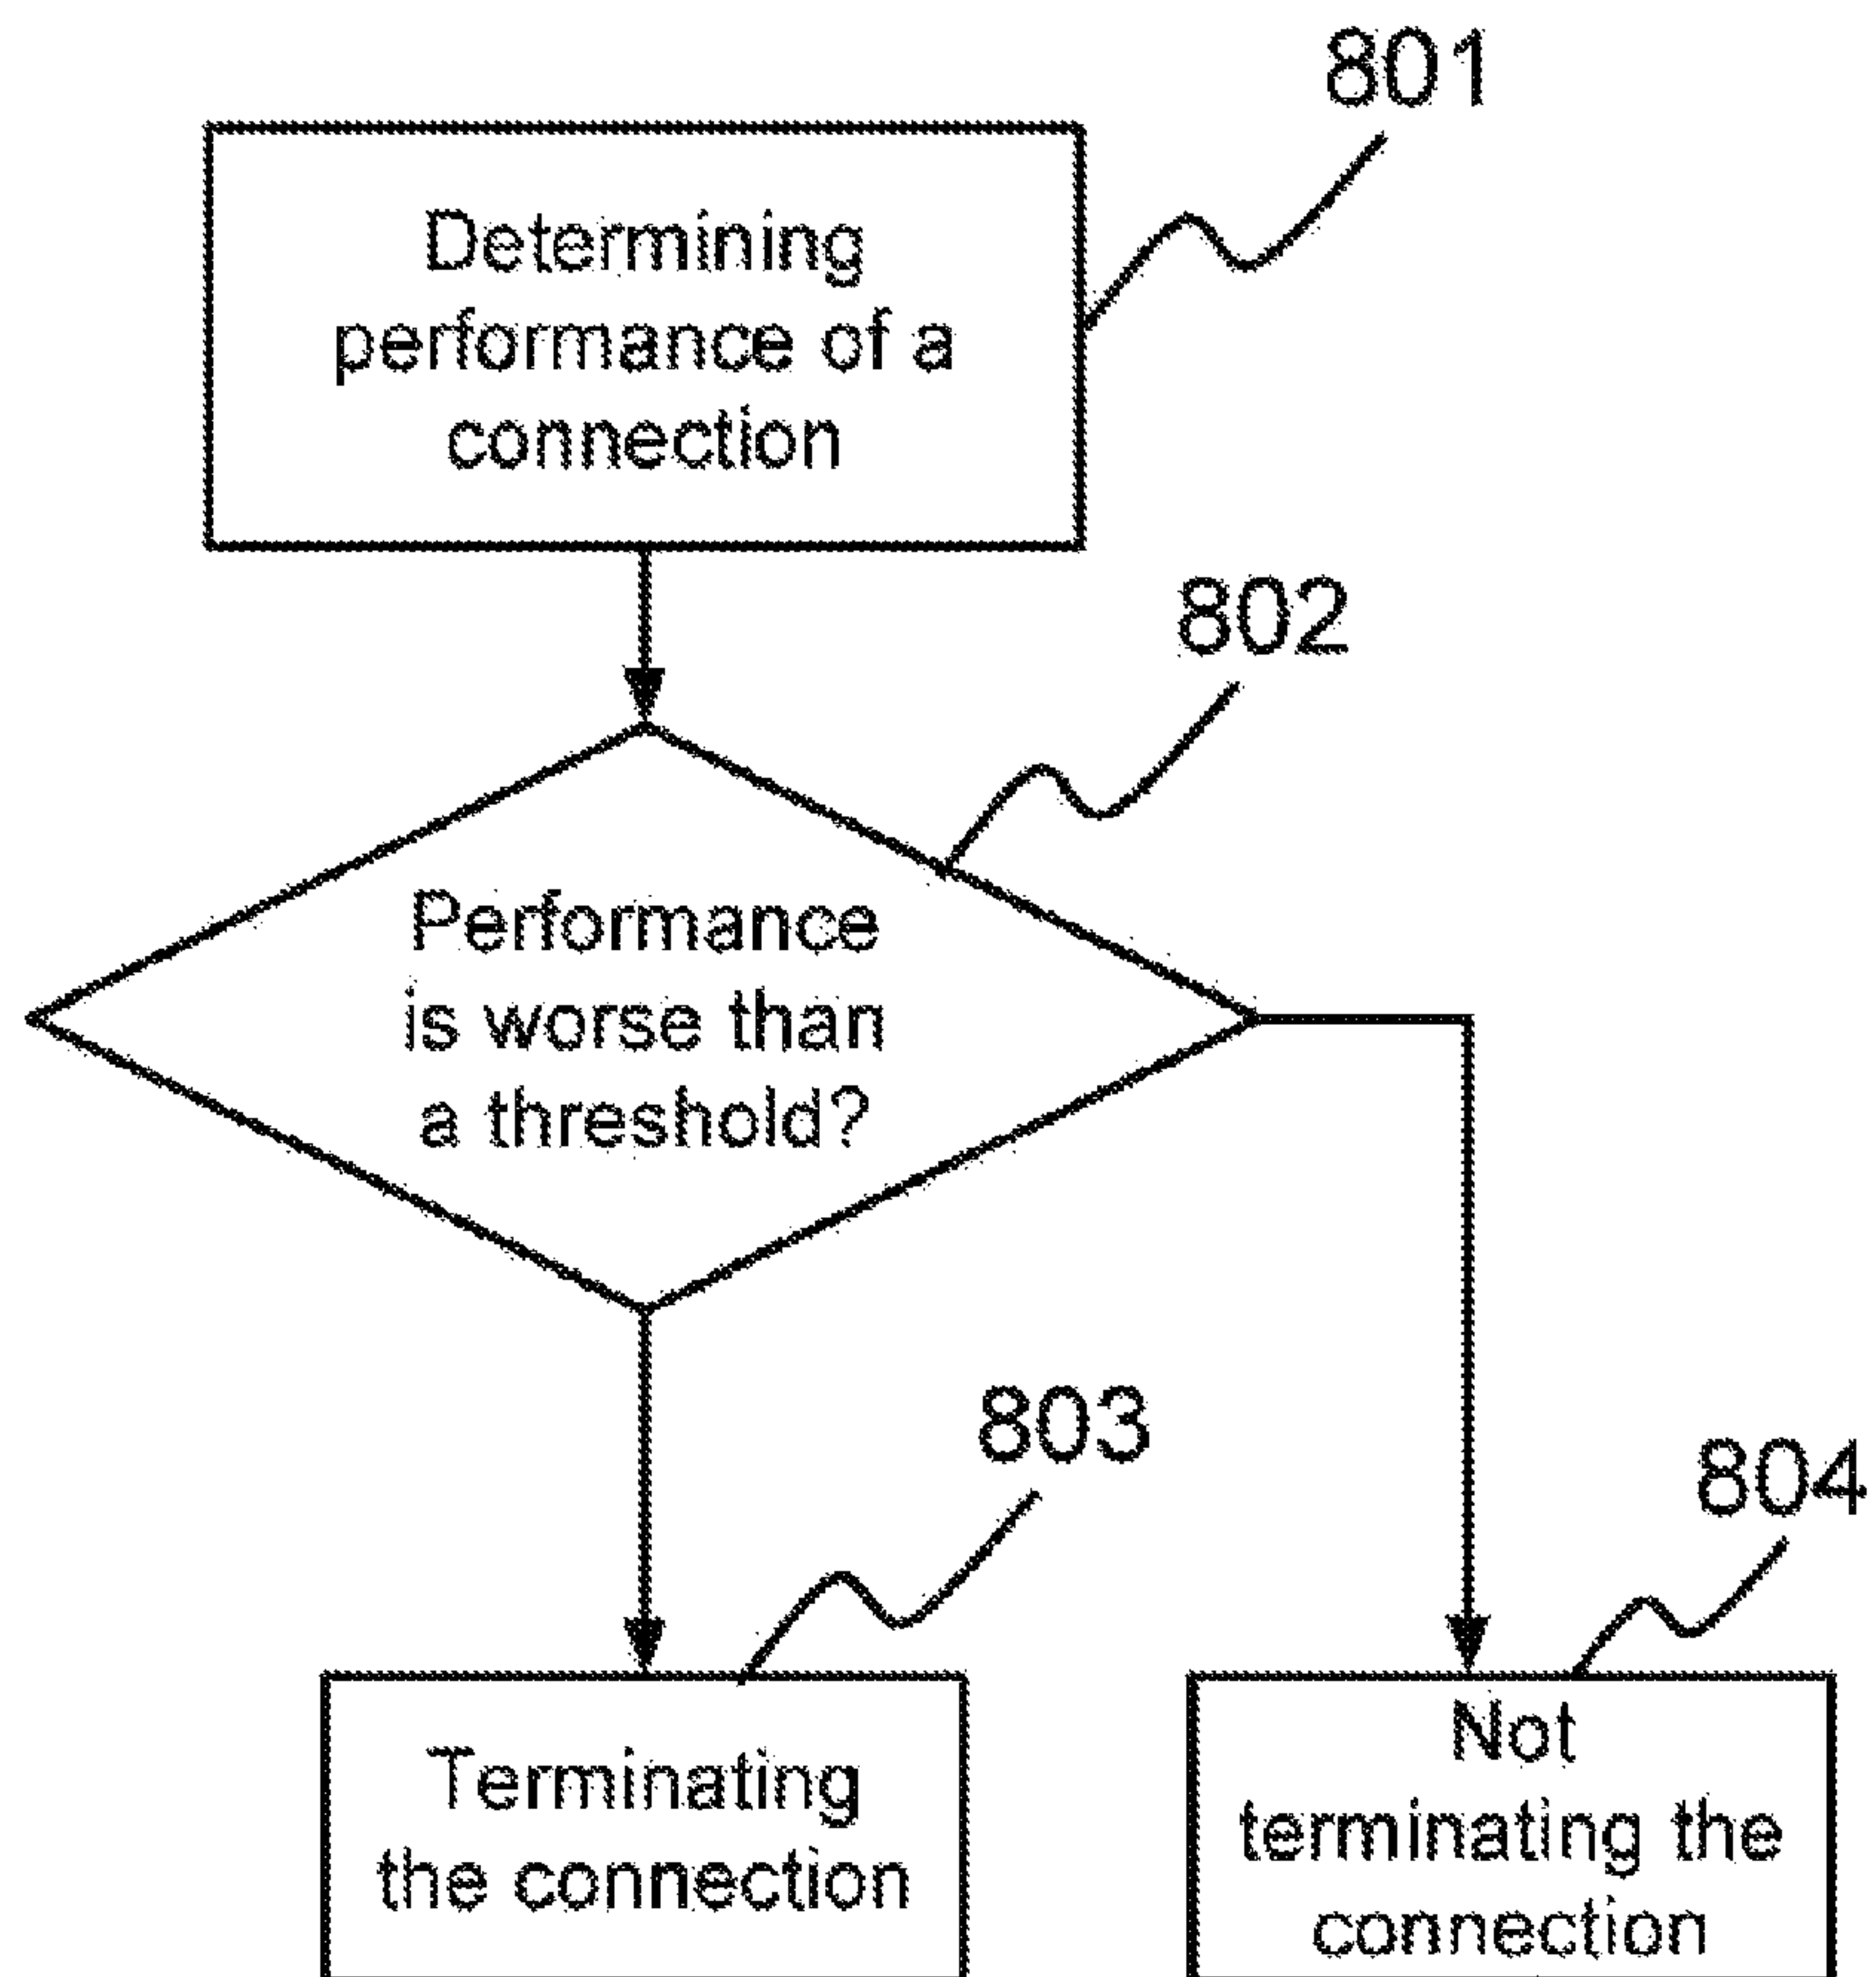 801
Determining
performance of a
connection
802
Performance
is worse than
a threshold?
803
804
Terminating
the connection
Not
terminating the
connection